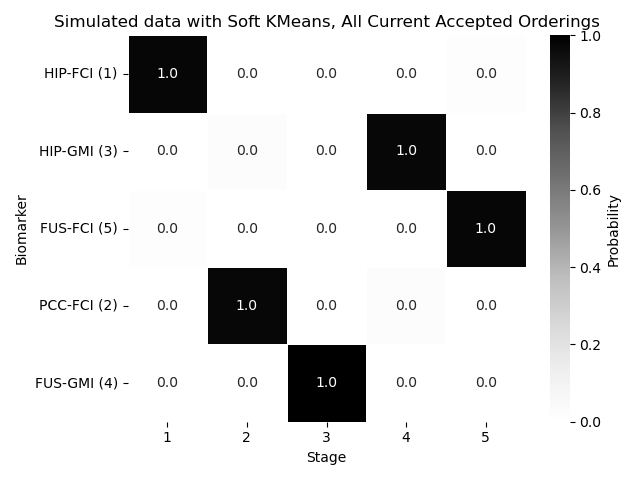 Simulated data with Soft KMeans, All Current Accepted Orderings
HIP-FCI (1) 1.0 0.0 0.0 0.0 0.0
HIP-GMI (3) 0.0 0.0 0.0 1.0 0.0
FUS-FCI (5) 0.0 0.0 0.0 0.0 1.0
PCC-FCI (2) 0.0 1.0 0.0 0.0 0.0
FUS-GMI (4) 0.0 0.0 1.0 0.0 0.0
1 2 3 4 5
Stage
Biomarker
1.0
0.8
0.6
0.4
0.2
0.0
Probability